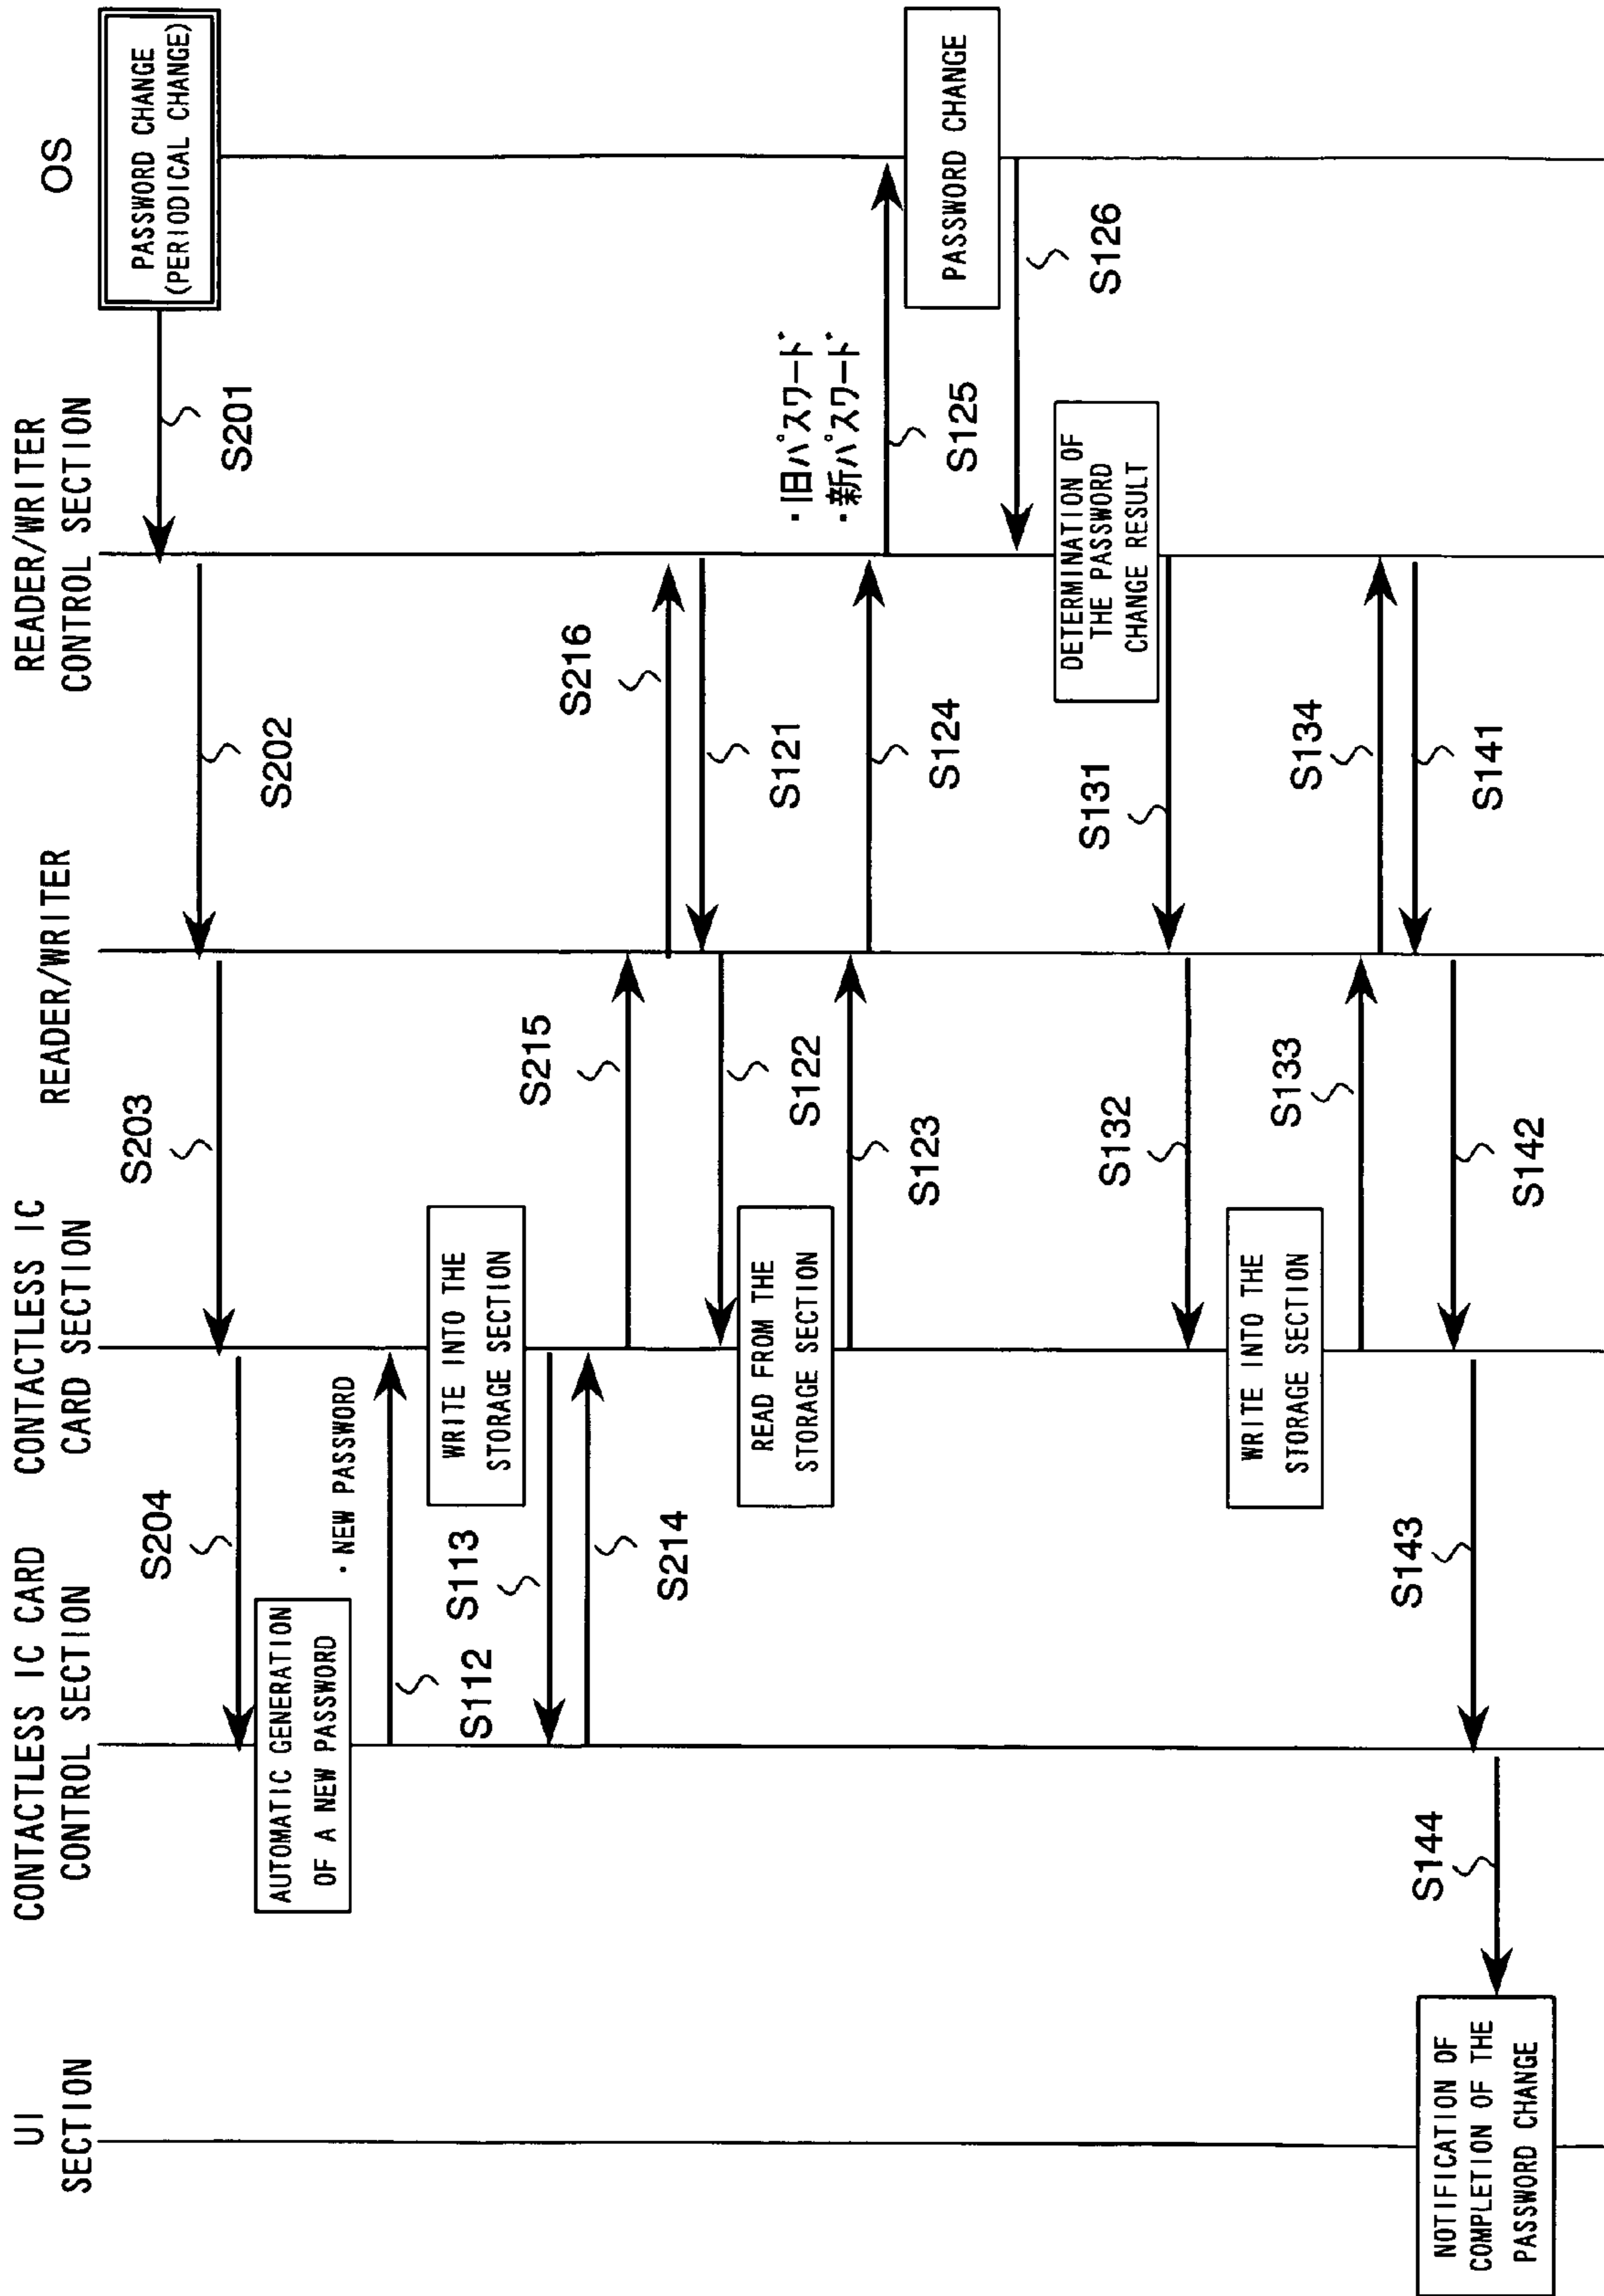 UI
SECTION
CONTACTLESS IC CARD
CONTROL SECTION
CONTACTLESS IC
CARD SECTION
READER/WRITER
READER/WRITER
CONTROL SECTION
OS
PASSWORD CHANGE
(PERIODICAL CHANGE)
S201
S202
S203
S204
AUTOMATIC GENERATION
OF A NEW PASSWORD
・NEW PASSWORD
S112
WRITE INTO THE
STORAGE SECTION
S113
S214
S215
S216
S121
S122
READ FROM THE
STORAGE SECTION
S123
S124
・旧パスワード
・新パスワード
S125
PASSWORD CHANGE
S126
DETERMINATION OF
THE PASSWORD
CHANGE RESULT
S131
S132
WRITE INTO THE
STORAGE SECTION
S133
S134
S141
S142
S143
S144
NOTIFICATION OF
COMPLETION OF THE
PASSWORD CHANGE